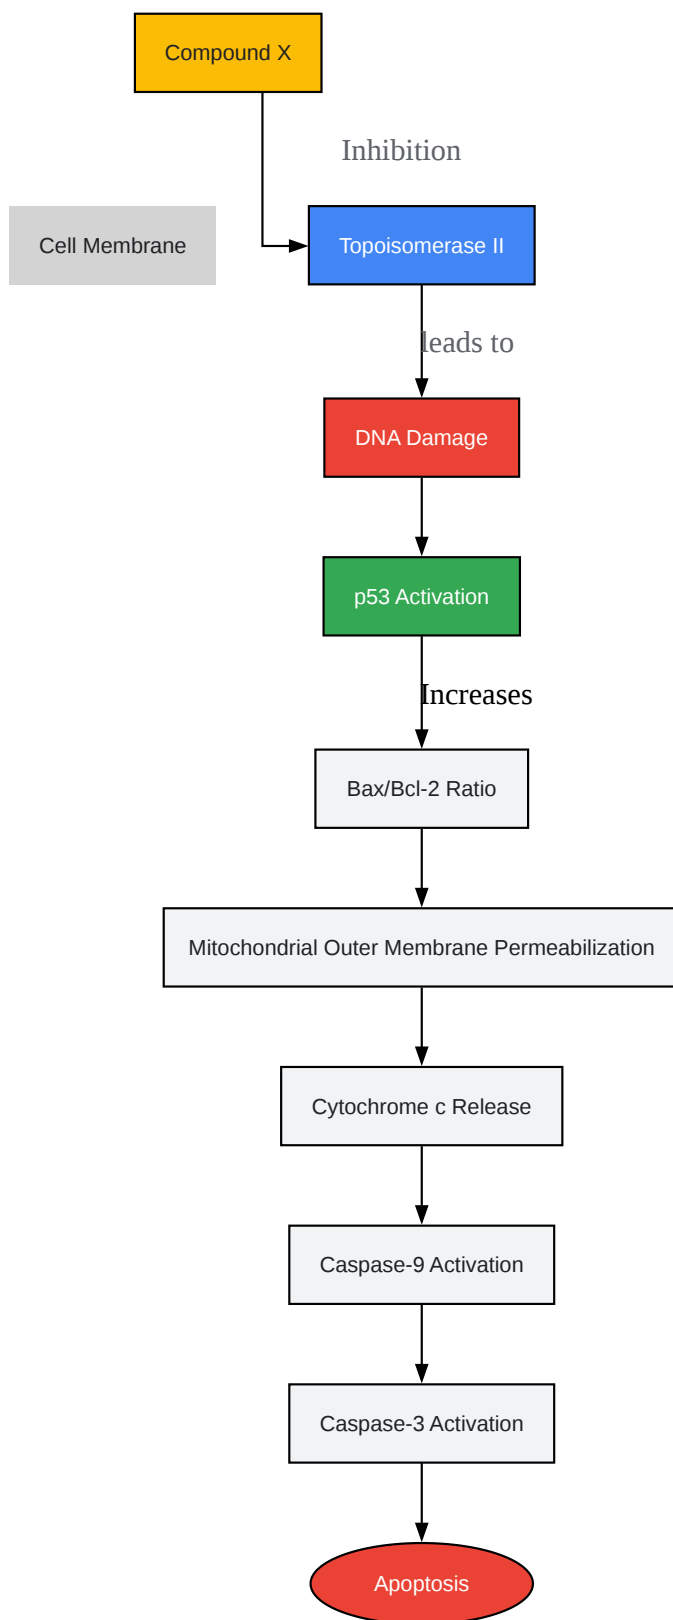 Compound X
Inhibition
Cell Membrane
Topoisomerase II
leads to
DNA Damage
p53 Activation
Increases
Bax/Bcl-2 Ratio
Mitochondrial Outer Membrane Permeabilization
Cytochrome c Release
Caspase-9 Activation
Caspase-3 Activation
Apoptosis